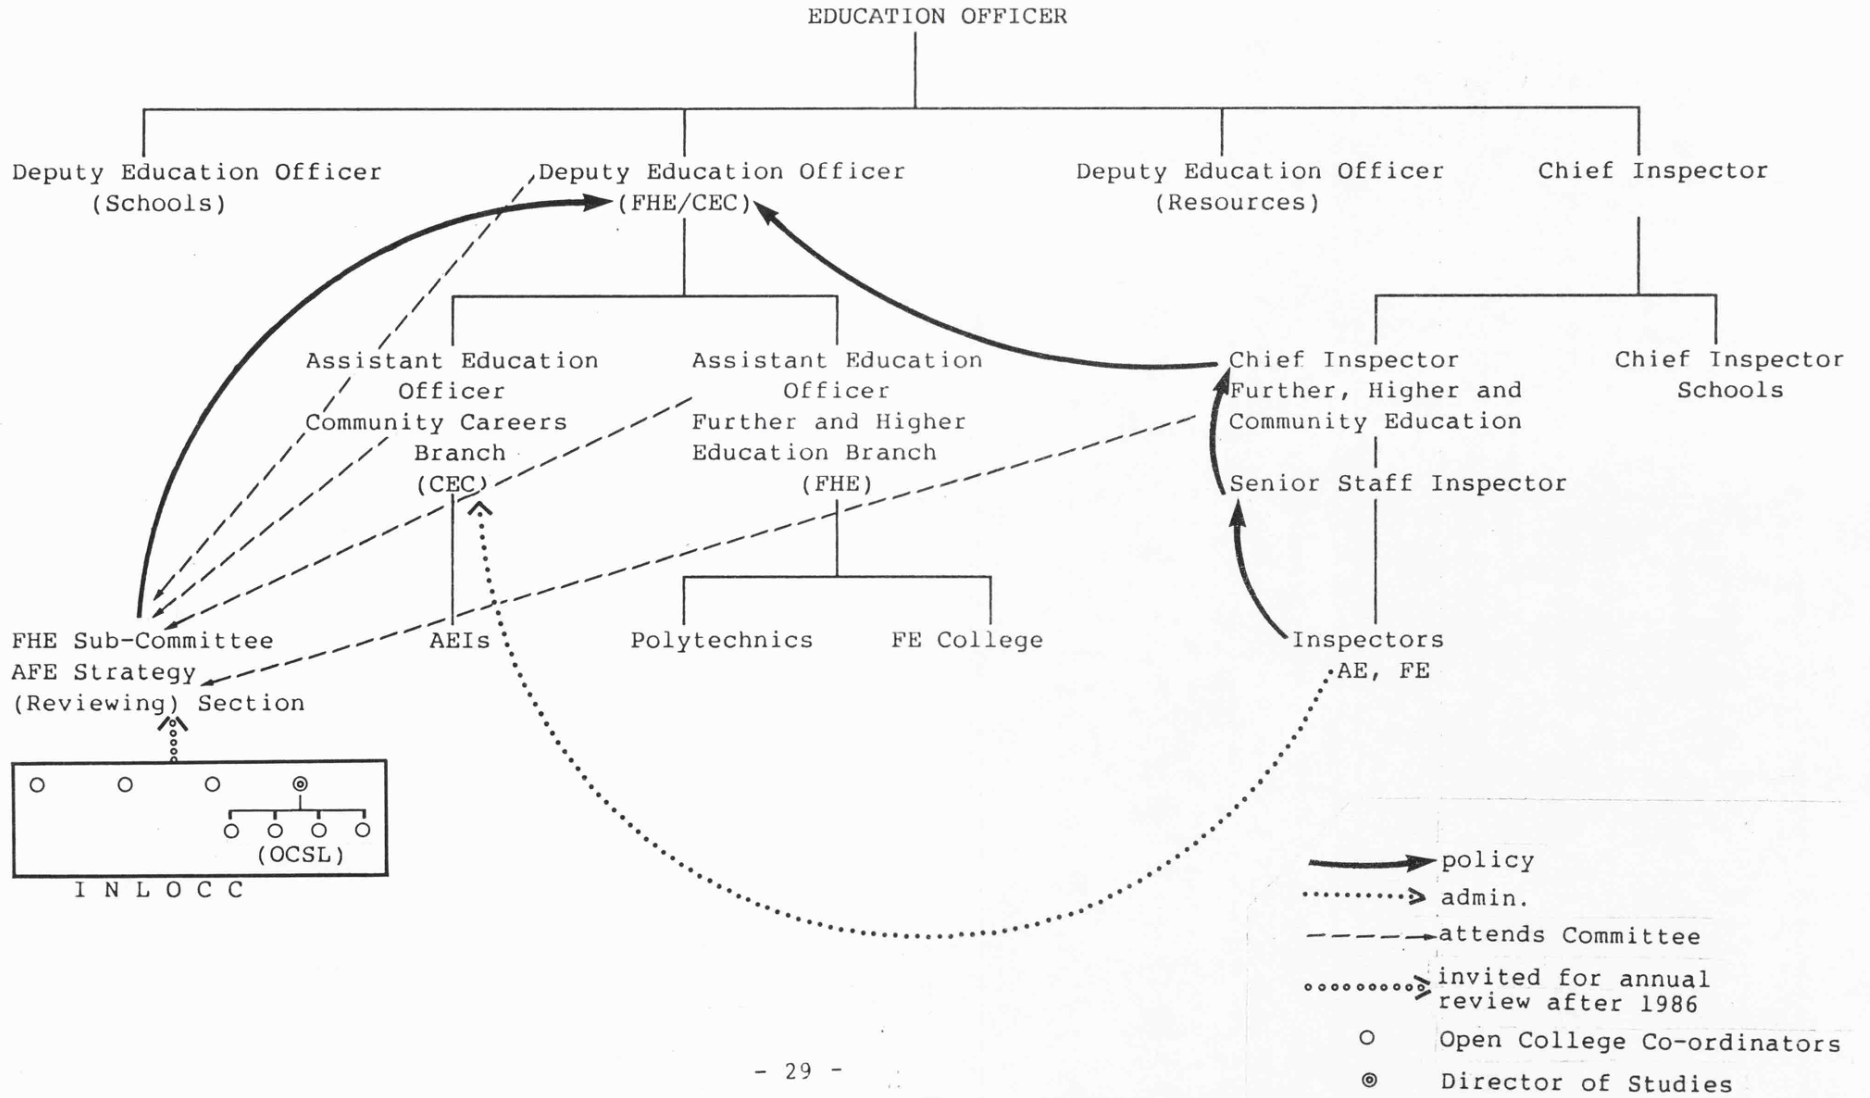 EDUCATION OFFICER
Deputy Education Officer
(Schools)
Deputy Education Officer
(FHE/CEC)
Deputy Education Officer
(Resources)
Chief Inspector
Assistant Education
Officer
Community Careers
Branch
(CEC)
Assistant Education
Officer
Further and Higher
Education Branch
(FHE)
Chief Inspector
Further, Higher and
Community Education
Chief Inspector
Schools
Senior Staff Inspector
FHE Sub-Committee
AFE Strategy
(Reviewing) Section
AEIs
Polytechnics
FE College
Inspectors
AE, FE
(OCSL)
I N L O C C
policy
admin.
attends Committee
invited for annual
review after 1986
Open College Co-ordinators
Director of Studies
- 29 -